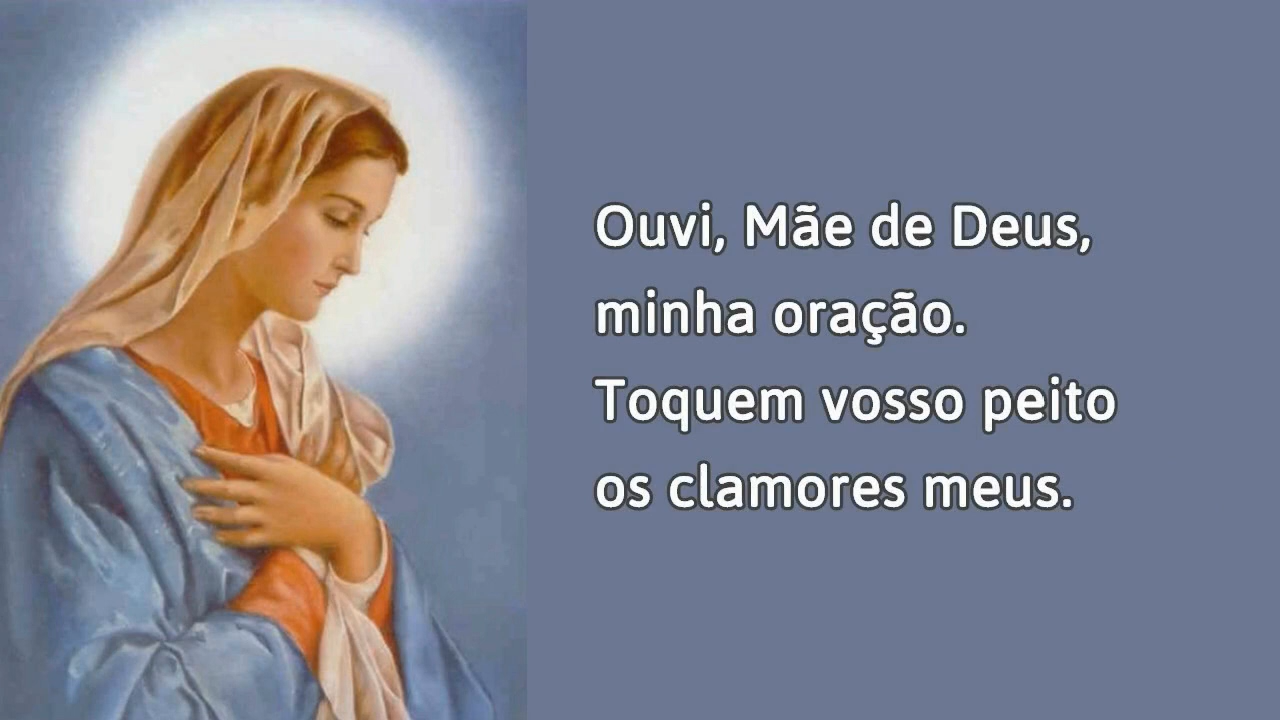 Ouvi, Mãe de Deus,
minha oração.
Toquem vosso peito
os clamores meus.